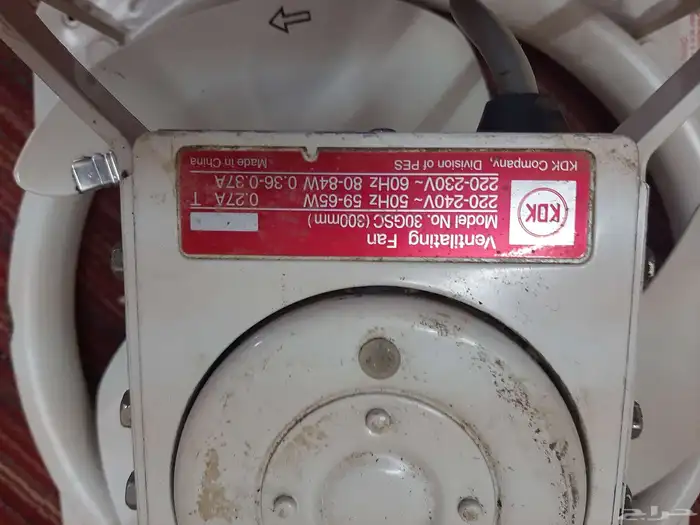 KDK
Ventilating Fan
Model No. 30GSC (300mm)
220-240V~ 50Hz 59-65W 0.27A T
220-230V~ 60Hz 80-84W 0.36-0.37A
KDK Company, Division of PES Made in China
حراج